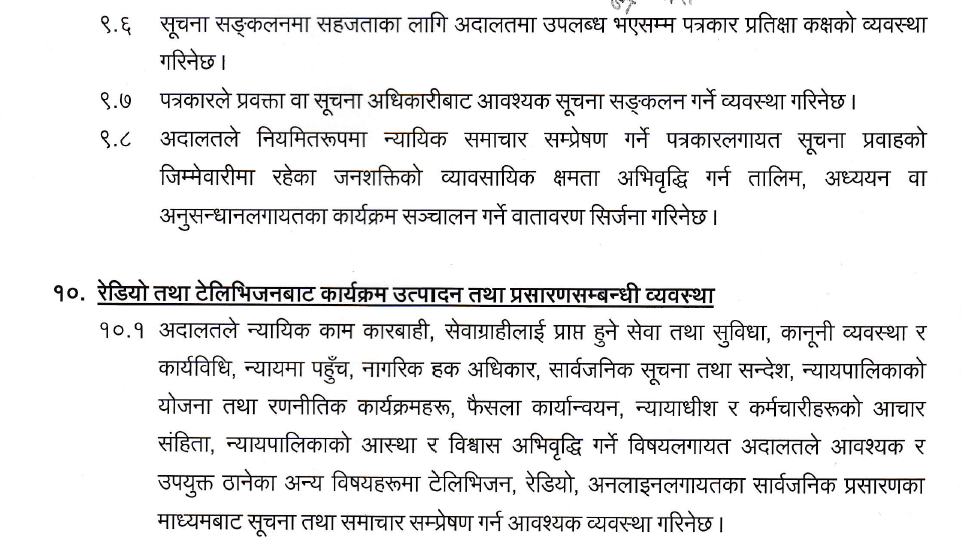 ९.६ सूचना सङ्कलनमा सहजताका लागि अदालतमा उपलब्ध भएसम्म पत्रकार प्रतिक्षा कक्षको व्यवस्था
गरिनेछ।
९.७ पत्रकारले प्रवक्ता वा सूचना अधिकारीबाट आवश्यक सूचना सङ्कलन गर्ने व्यवस्था गरिनेछ।
९.८ अदालतले नियमितरूपमा न्यायिक समाचार सम्प्रेषण गर्ने पत्रकारलगायत सूचना प्रवाहको
जिम्मेवारीमा रहेका जनशक्तिको व्यावसायिक क्षमता अभिवृद्धि गर्न तालिम, अध्ययन वा
अनुसन्धानलगायतका कार्यक्रम सञ्चालन गर्ने वातावरण सिर्जना गरिनेछ।
१०. रेडियो तथा टेलिभिजनबाट कार्यक्रम उत्पादन तथा प्रसारणसम्बन्धी व्यवस्था
१०.१ अदालतले न्यायिक काम कारबाही, सेवाग्राहीलाई प्राप्त हुने सेवा तथा सुविधा, कानूनी व्यवस्था र
कार्यविधि, न्यायमा पहुँच, नागरिक हक अधिकार, सार्वजनिक सूचना तथा सन्देश, न्यायपालिकाको
योजना तथा रणनीतिक कार्यक्रमहरू, फैसला कार्यान्वयन, न्यायाधीश र कर्मचारीहरूको आचार
संहिता, न्यायपालिकाको आस्था र विश्वास अभिवृद्धि गर्ने विषयलगायत अदालतले आवश्यक र
उपयुक्त ठानेका अन्य विषयहरूमा टेलिभिजन, रेडियो, अनलाइनलगायतका सार्वजनिक प्रसारणका
माध्यमबाट सूचना तथा समाचार सम्प्रेषण गर्न आवश्यक व्यवस्था गरिनेछ।